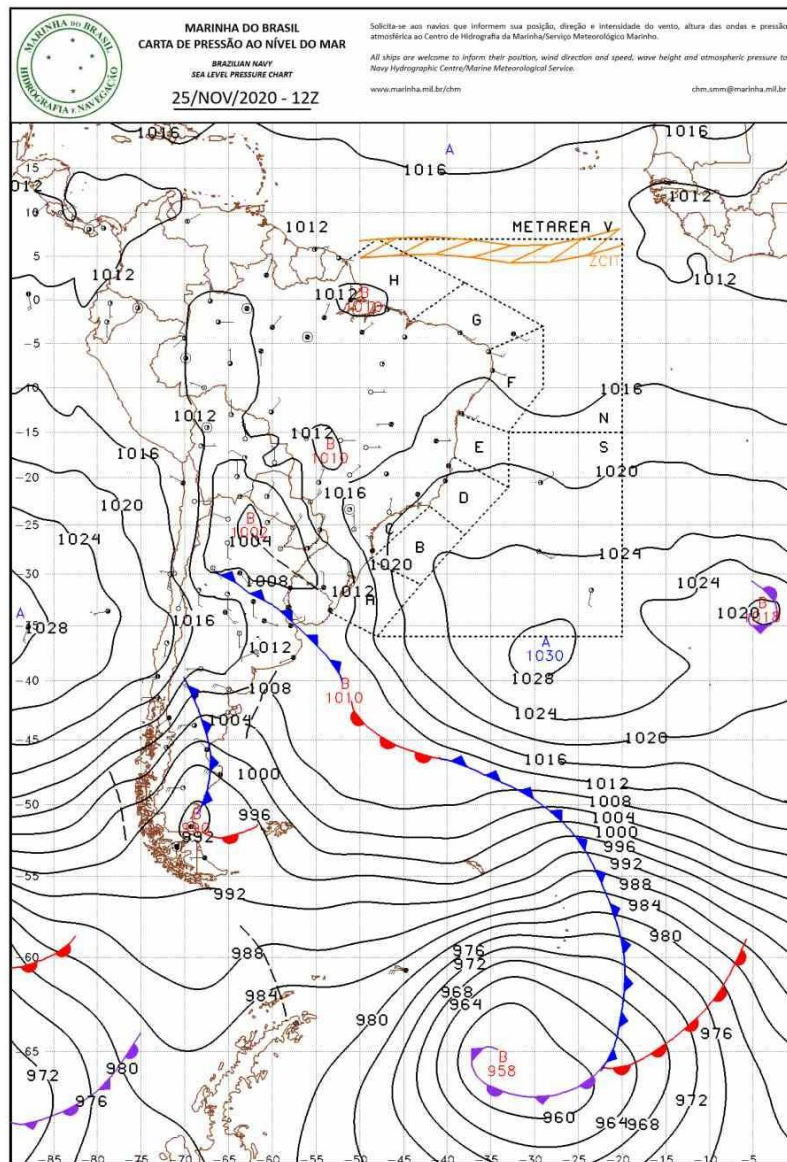 MARINHA DO BRASIL
HIDROGRAFIA E NAVEGAÇÃO
MARINHA DO BRASIL
CARTA DE PRESSÃO AO NÍVEL DO MAR
BRAZILIAN NAVY
SEA LEVEL PRESSURE CHART
25/NOV/2020 - 12Z
Solicita-se aos navios que informem sua posição, direção e intensidade do vento, altura das ondas e pressão
atmosférica ao Centro de Hidrografia da Marinha/Serviço Meteorológico Marinho.
All ships are welcome to inform their position, wind direction and speed, wave height and atmospheric pressure to
Navy Hydrographic Centre/Marine Meteorological Service.
www.marinha.mil.br/chm
chm.smm@marinha.mil.br
1016 1016
A
15 1016
1012 1012
10
1012 METAREA V
5 ZCIT
1012 1012
H
0 1012 B
1010
G
-5
F
-10 1016
1012 N
-15 1012 B
1016 1010 E S
-20 1020 1016 1020
D
-25 B
1002 C
1024 1004 1020 B 1024
-30 1008 1012 1024
A 1016 H 1020 B
1018
-35 1028
A
1012 1030
-40 1008 B 1028
1010
1004 1024
-45 1020
1016
1000 1012
-50 1008
996 1004
B 1000
992 996
-55 992
992 988
984
-60 988 976 980
972
984 968
964
980 976
-65 B
972 980 958 972
976 960
964 968
-85 -80 -75 -70 -65 -60 -55 -50 -45 -40 -35 -30 -25 -20 -15 -10 -5